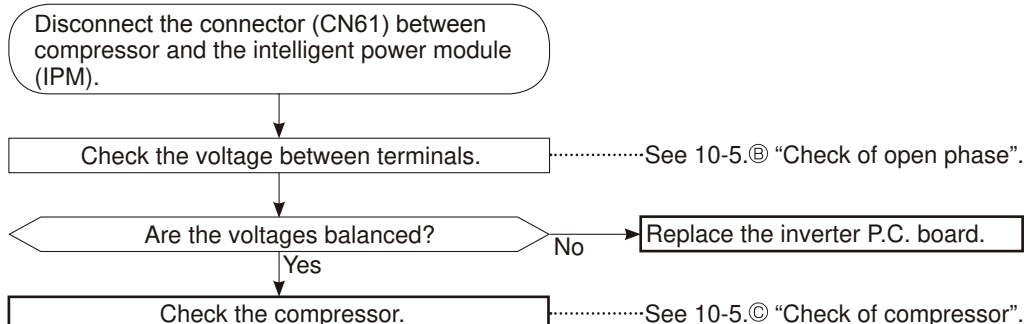 Disconnect the connector (CN61) between
compressor and the intelligent power module
(IPM).
Check the voltage between terminals.
See 10-5.Ⓑ “Check of open phase”.
Are the voltages balanced?
No
Replace the inverter P.C. board.
Yes
Check the compressor.
See 10-5.Ⓒ “Check of compressor”.